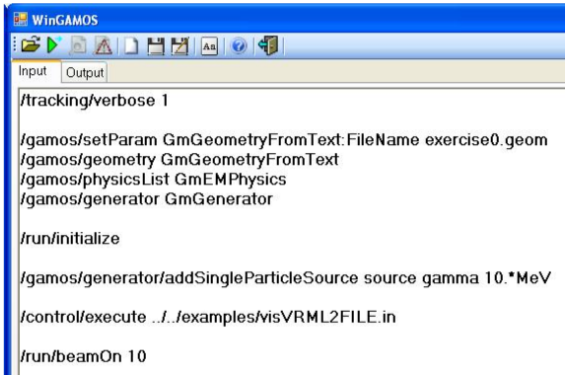 WinGAMOS
Aa
Input Output
/tracking/verbose 1
/gamos/setParam GmGeometryFromText:FileName exercise0.geom
/gamos/geometry GmGeometryFromText
/gamos/physicsList GmEMPhysics
/gamos/generator GmGenerator
/run/initialize
/gamos/generator/addSingleParticleSource source gamma 10.*MeV
/control/execute ../../examples/visVRML2FILE.in
/run/beamOn 10